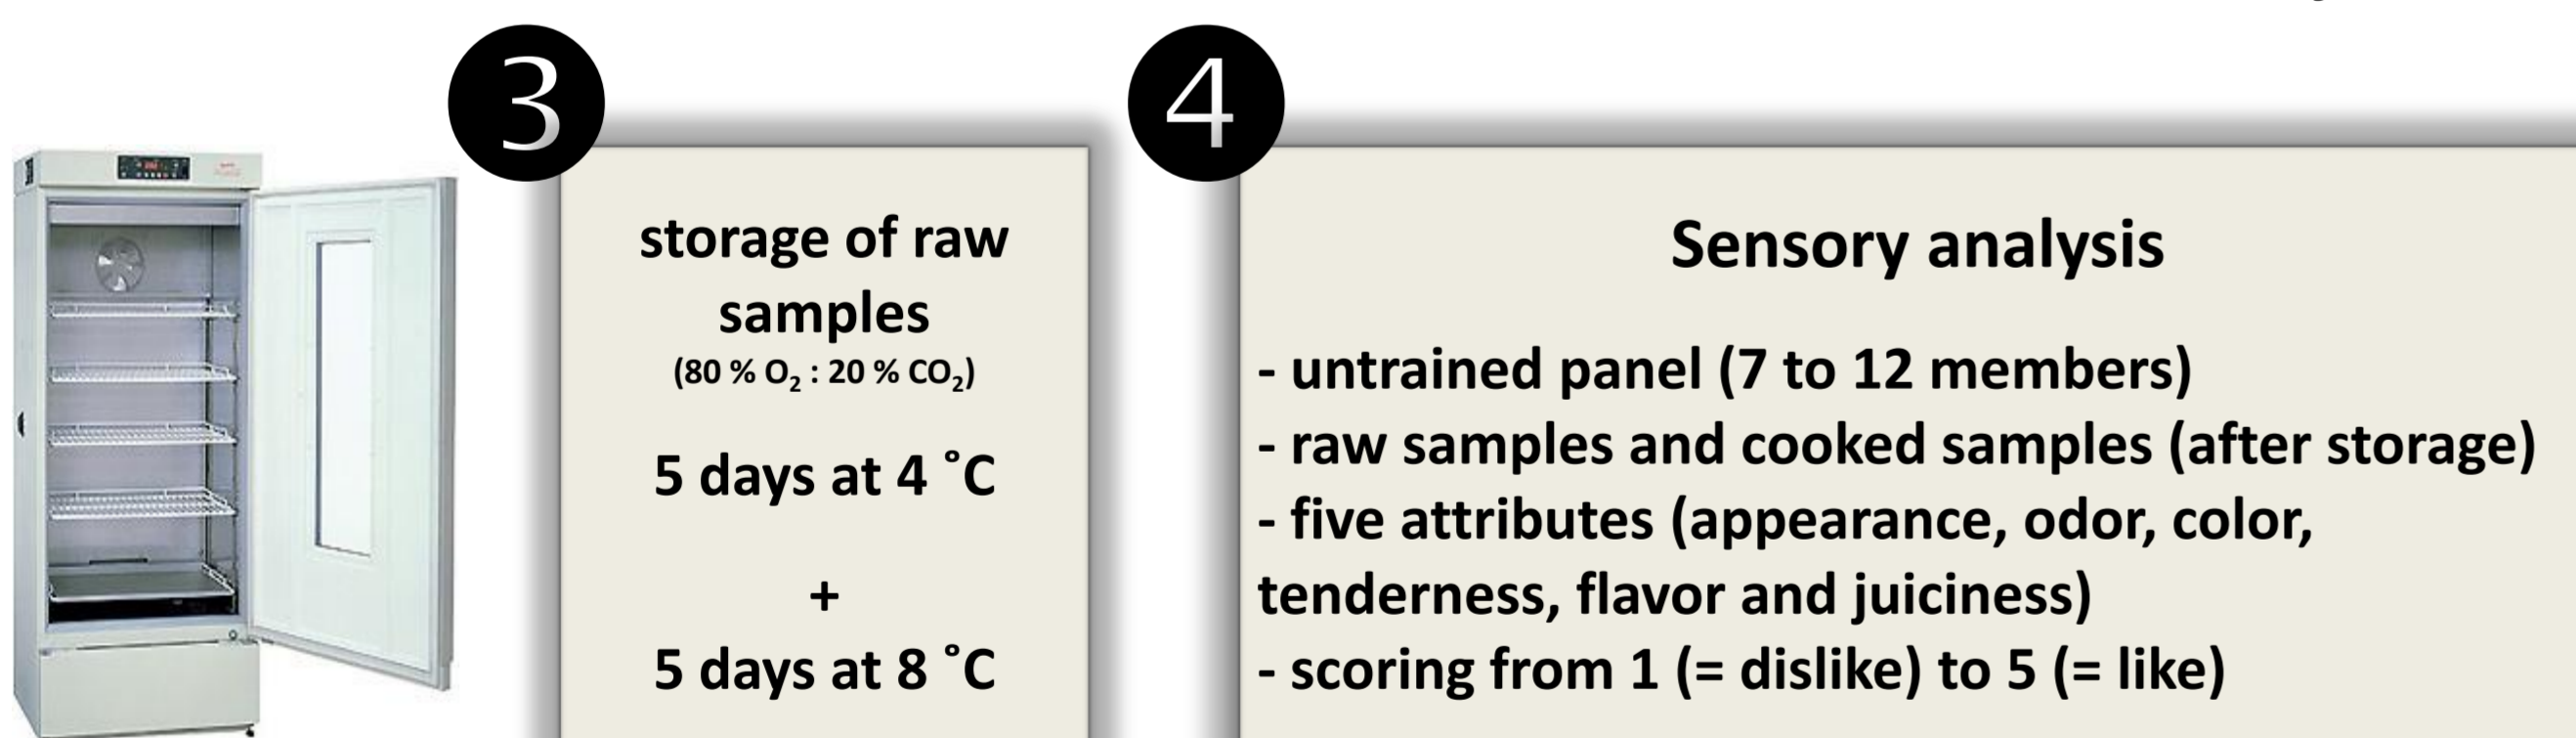 3
storage of raw
samples
(80 % O₂ : 20 % CO₂)
5 days at 4 ˚C
+
5 days at 8 ˚C
4
Sensory analysis
- untrained panel (7 to 12 members)
- raw samples and cooked samples (after storage)
- five attributes (appearance, odor, color,
tenderness, flavor and juiciness)
- scoring from 1 (= dislike) to 5 (= like)